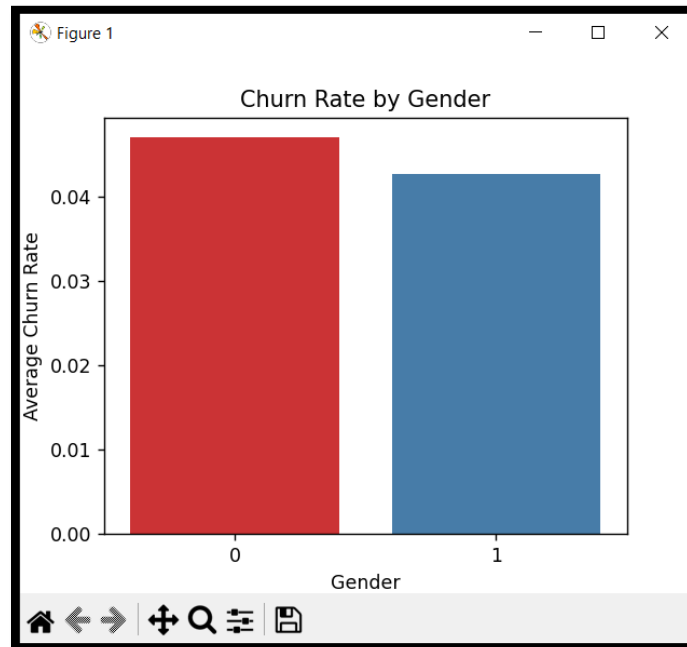 Figure 1
Churn Rate by Gender
Average Churn Rate
0.04
0.03
0.02
0.01
0.00
0 1
Gender